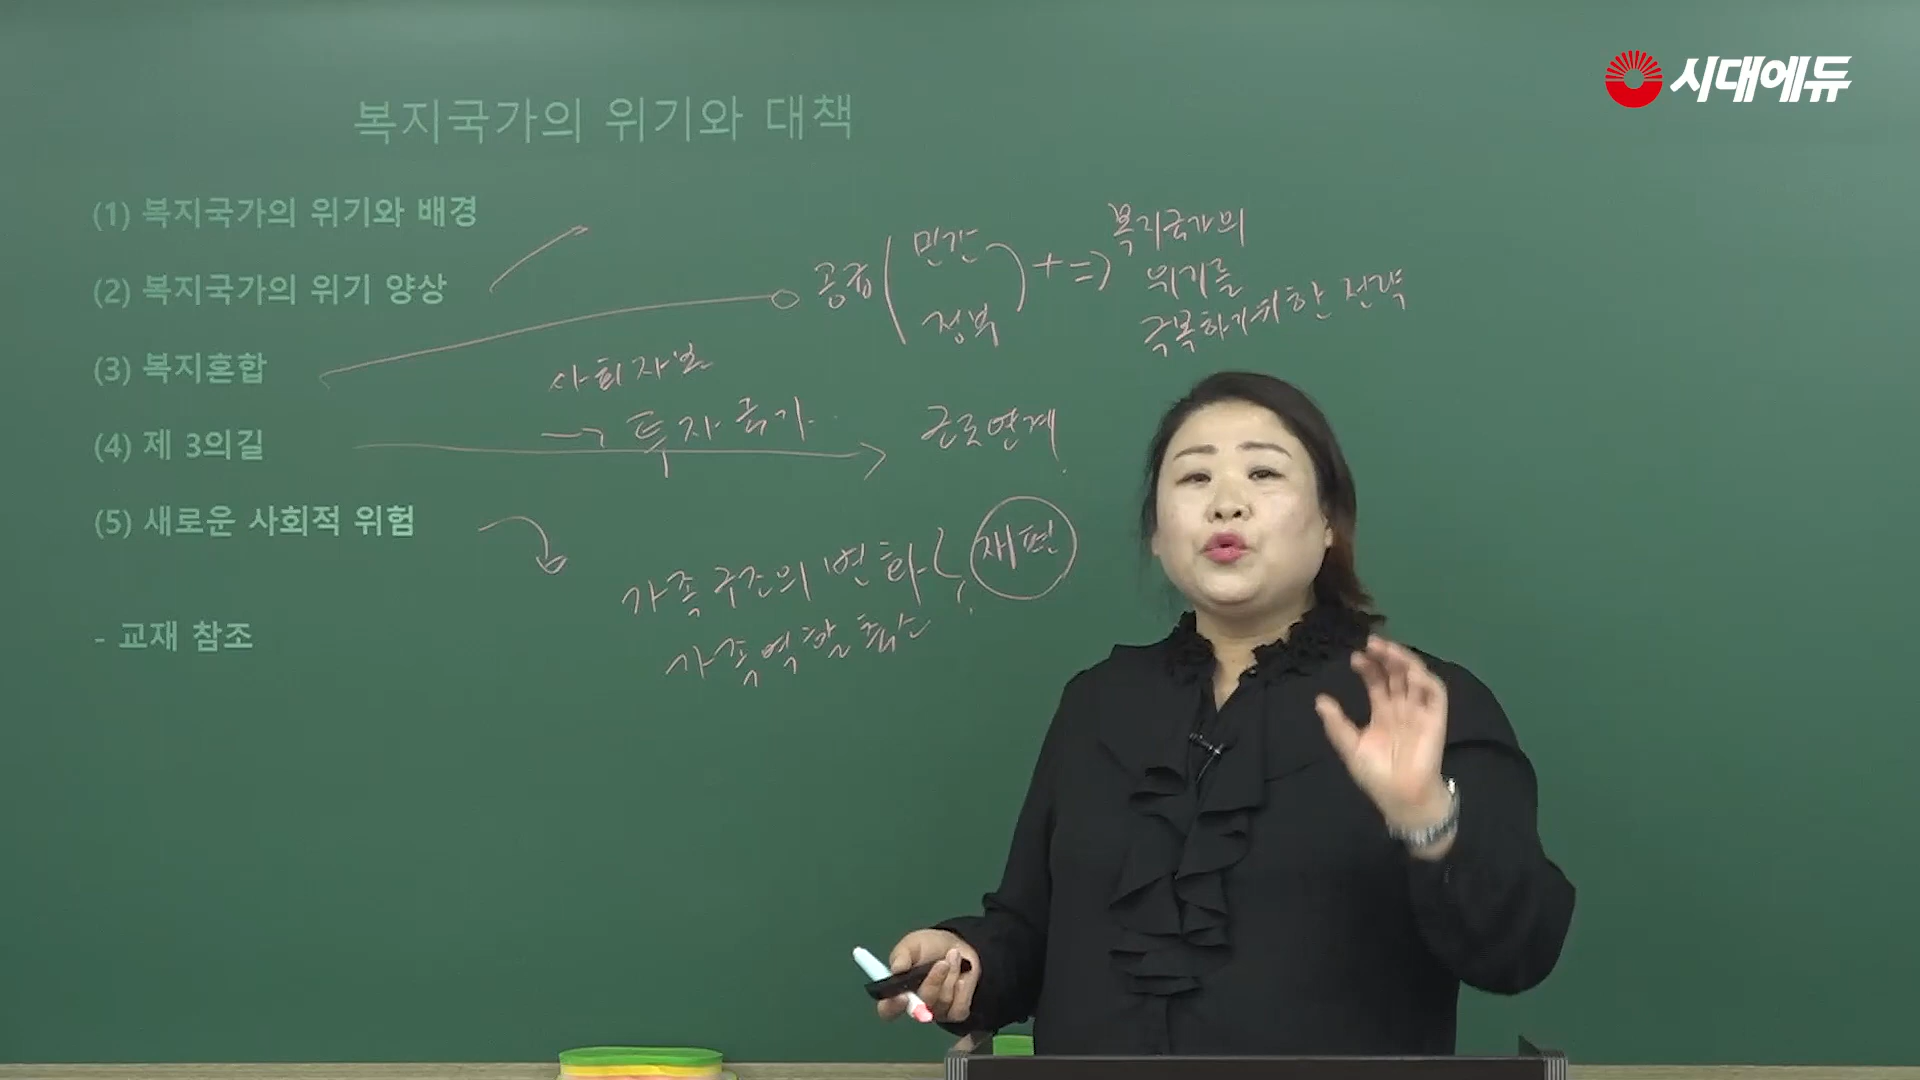 시대에듀
복지국가의 위기와 대책
(1) 복지국가의 위기와 배경
(2) 복지국가의 위기 양상
(3) 복지혼합
(4) 제 3의길
(5) 새로운 사회적 위험
- 교재 참조
공급 ( 민간
정부 ) + ⇒ 복지국가의
위기를
극복하기위한 전략
사회자본
→ 투자국가
근로연계
가족구조의 변화 재편
가족역할 축소